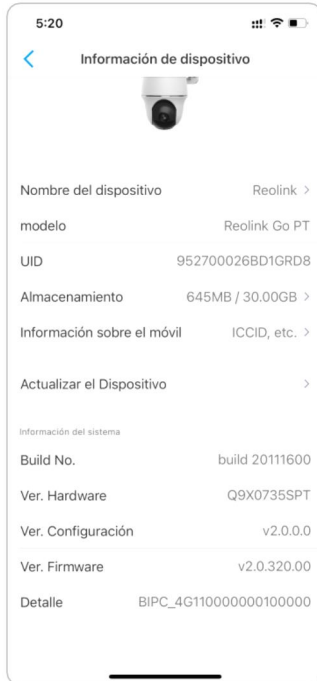 5:20
Información de dispositivo
Nombre del dispositivo Reolink >
modelo Reolink Go PT
UID 952700026BD1GRD8
Almacenamiento 645MB / 30.00GB >
Información sobre el móvil ICCID, etc. >
Actualizar el Dispositivo >
Información del sistema
Build No. build 20111600
Ver. Hardware Q9X0735SPT
Ver. Configuración v2.0.0.0
Ver. Firmware v2.0.320.00
Detalle BIPC_4G110000000100000